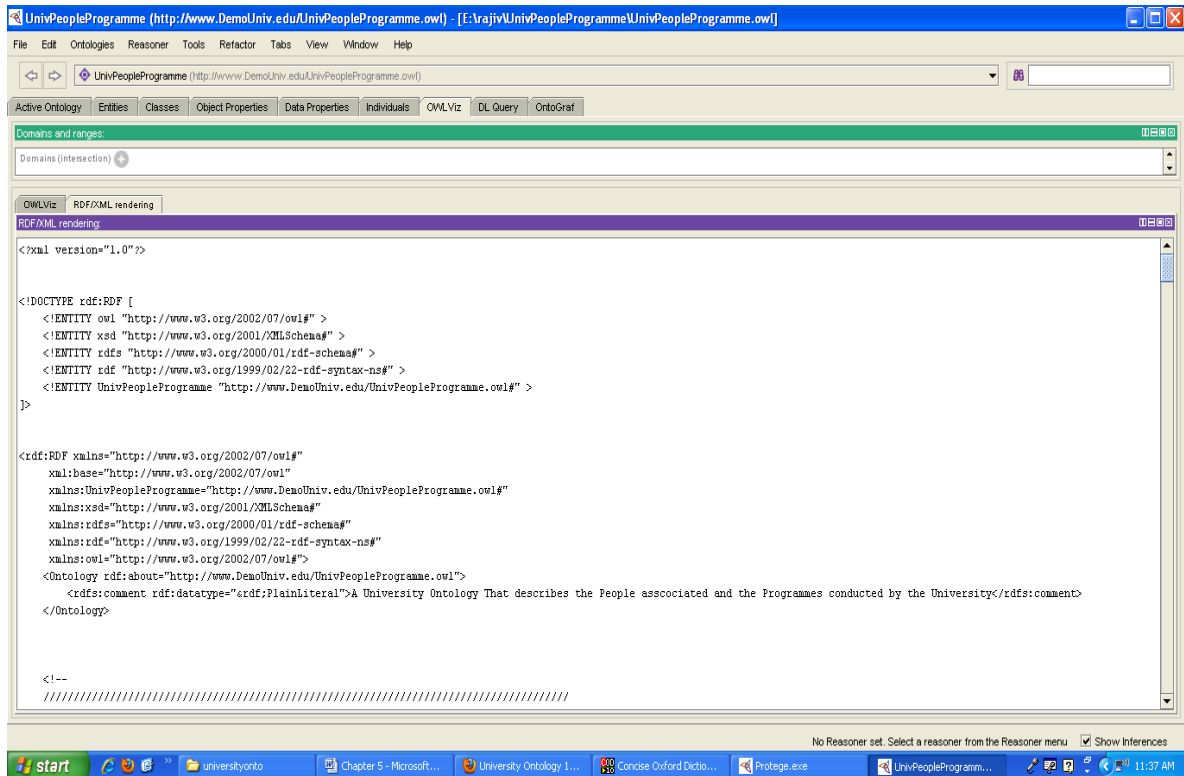 UnivPeopleProgramme (http://www.DemoUniv.edu/UnivPeopleProgramme.owl) - [E:\rajiv\UnivPeopleProgramme\UnivPeopleProgramme.owl]
File Edit Ontologies Reasoner Tools Refactor Tabs View Window Help
UnivPeopleProgramme (http://www.DemoUniv.edu/UnivPeopleProgramme.owl)
Active Ontology Entities Classes Object Properties Data Properties Individuals OWLViz DL Query OntoGraf
Domains and ranges:
Domains (intersection)
OWLViz RDF/XML rendering
RDF/XML rendering:
<?xml version="1.0"?>
<!DOCTYPE rdf:RDF [
<!ENTITY owl "http://www.w3.org/2002/07/owl#" >
<!ENTITY xsd "http://www.w3.org/2001/XMLSchema#" >
<!ENTITY rdfs "http://www.w3.org/2000/01/rdf-schema#" >
<!ENTITY rdf "http://www.w3.org/1999/02/22-rdf-syntax-ns#" >
<!ENTITY UnivPeopleProgramme "http://www.DemoUniv.edu/UnivPeopleProgramme.owl#" >
]>
<rdf:RDF xmlns="http://www.w3.org/2002/07/owl#"
xml:base="http://www.w3.org/2002/07/owl"
xmlns:UnivPeopleProgramme="http://www.DemoUniv.edu/UnivPeopleProgramme.owl#"
xmlns:xsd="http://www.w3.org/2001/XMLSchema#"
xmlns:rdfs="http://www.w3.org/2000/01/rdf-schema#"
xmlns:rdf="http://www.w3.org/1999/02/22-rdf-syntax-ns#"
xmlns:owl="http://www.w3.org/2002/07/owl#">
<Ontology rdf:about="http://www.DemoUniv.edu/UnivPeopleProgramme.owl">
<rdfs:comment rdf:datatype="&rdf;PlainLiteral">A University Ontology That describes the People asscociated and the Programmes conducted by the University</rdfs:comment>
</Ontology>
<!--
///////////////////////////////////////////////////////////////////////////////////////
No Reasoner set. Select a reasoner from the Reasoner menu Show Inferences
start universityonto Chapter 5 - Microsoft... University Ontology 1... Concise Oxford Dictio... Protege.exe UnivPeopleProgramm... 11:37 AM